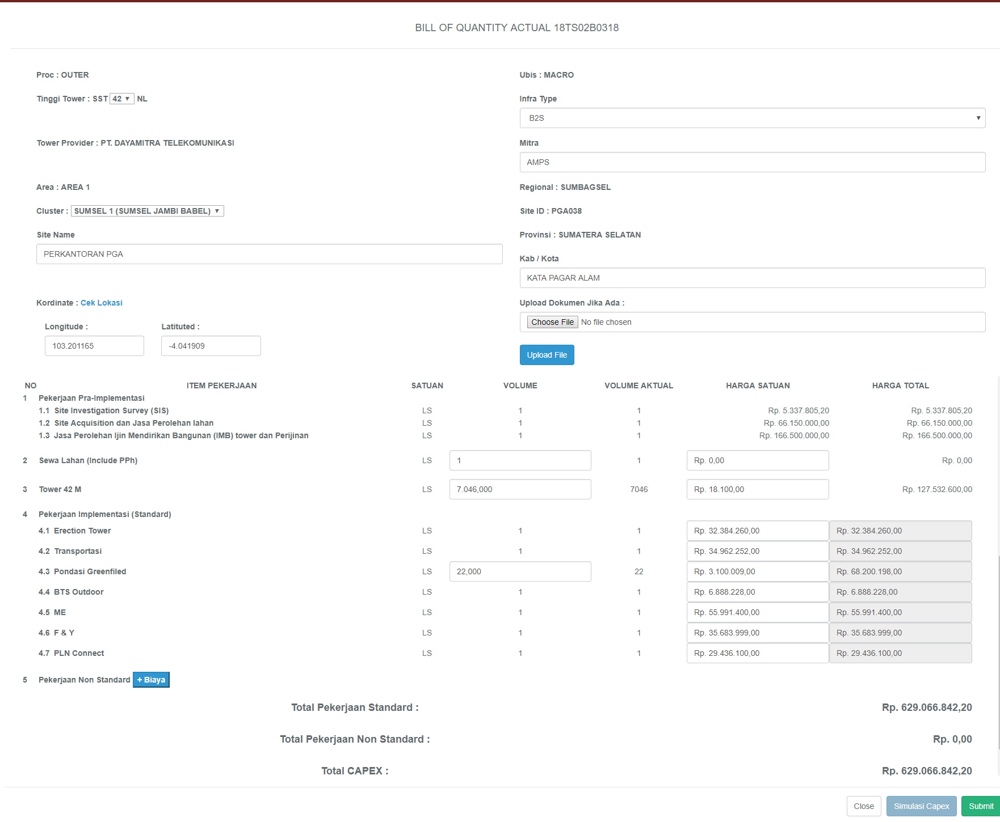 BILL OF QUANTITY ACTUAL 18TS02B0318
Proc : OUTER
Ubis : MACRO
Tinggi Tower : SST 42 NL
Infra Type
B2S
Tower Provider : PT. DAYAMITRA TELEKOMUNIKASI
Mitra
AMPS
Area : AREA 1
Regional : SUMBAGSEL
Cluster : SUMSEL 1 (SUMSEL JAMBI BABEL)
Site ID : PGA038
Site Name
PERKANTORAN PGA
Provinsi : SUMATERA SELATAN
Kab / Kota
KATA PAGAR ALAM
Kordinate : Cek Lokasi
Upload Dokumen Jika Ada :
Choose File No file chosen
Longitude : Latituted :
103.201165 -4.041909
Upload File
NO ITEM PEKERJAAN SATUAN VOLUME VOLUME AKTUAL HARGA SATUAN HARGA TOTAL
1 Pekerjaan Pra-Implementasi
1.1 Site Investigation Survey (SIS) LS 1 1 Rp. 5.337.805,20 Rp. 5.337.805,20
1.2 Site Acquisition dan Jasa Perolehan lahan LS 1 1 Rp. 66.150.000,00 Rp. 66.150.000,00
1.3 Jasa Perolehan Ijin Mendirikan Bangunan (IMB) tower dan Perijinan LS 1 1 Rp. 166.500.000,00 Rp. 166.500.000,00
2 Sewa Lahan (Include PPh) LS 1 1 Rp. 0,00 Rp. 0,00
3 Tower 42 M LS 7.046,000 7046 Rp. 18.100,00 Rp. 127.532.600,00
4 Pekerjaan Implementasi (Standard)
4.1 Erection Tower LS 1 1 Rp. 32.384.260,00 Rp. 32.384.260,00
4.2 Transportasi LS 1 1 Rp. 34.962.252,00 Rp. 34.962.252,00
4.3 Pondasi Greenfiled LS 22,000 22 Rp. 3.100.009,00 Rp. 68.200.198,00
4.4 BTS Outdoor LS 1 1 Rp. 6.888.228,00 Rp. 6.888.228,00
4.5 ME LS 1 1 Rp. 55.991.400,00 Rp. 55.991.400,00
4.6 F & Y LS 1 1 Rp. 35.683.999,00 Rp. 35.683.999,00
4.7 PLN Connect LS 1 1 Rp. 29.436.100,00 Rp. 29.436.100,00
5 Pekerjaan Non Standard + Biaya
Total Pekerjaan Standard : Rp. 629.066.842,20
Total Pekerjaan Non Standard : Rp. 0,00
Total CAPEX : Rp. 629.066.842,20
Close Simulasi Capex Submit